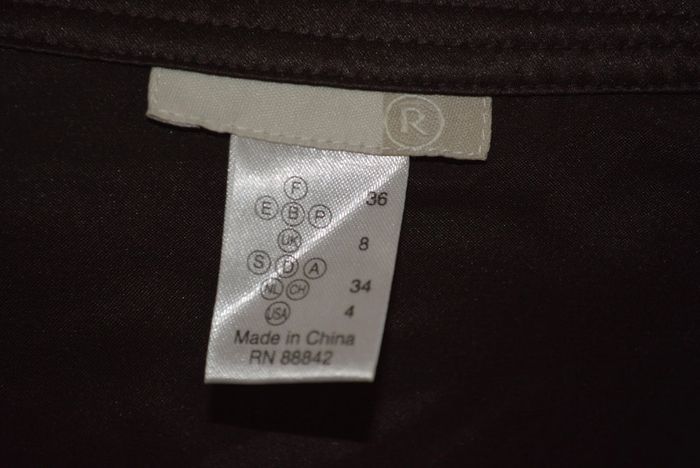 R
F
E B P 36
UK 8
S D A
NL CH 34
USA 4
Made in China
RN 88842